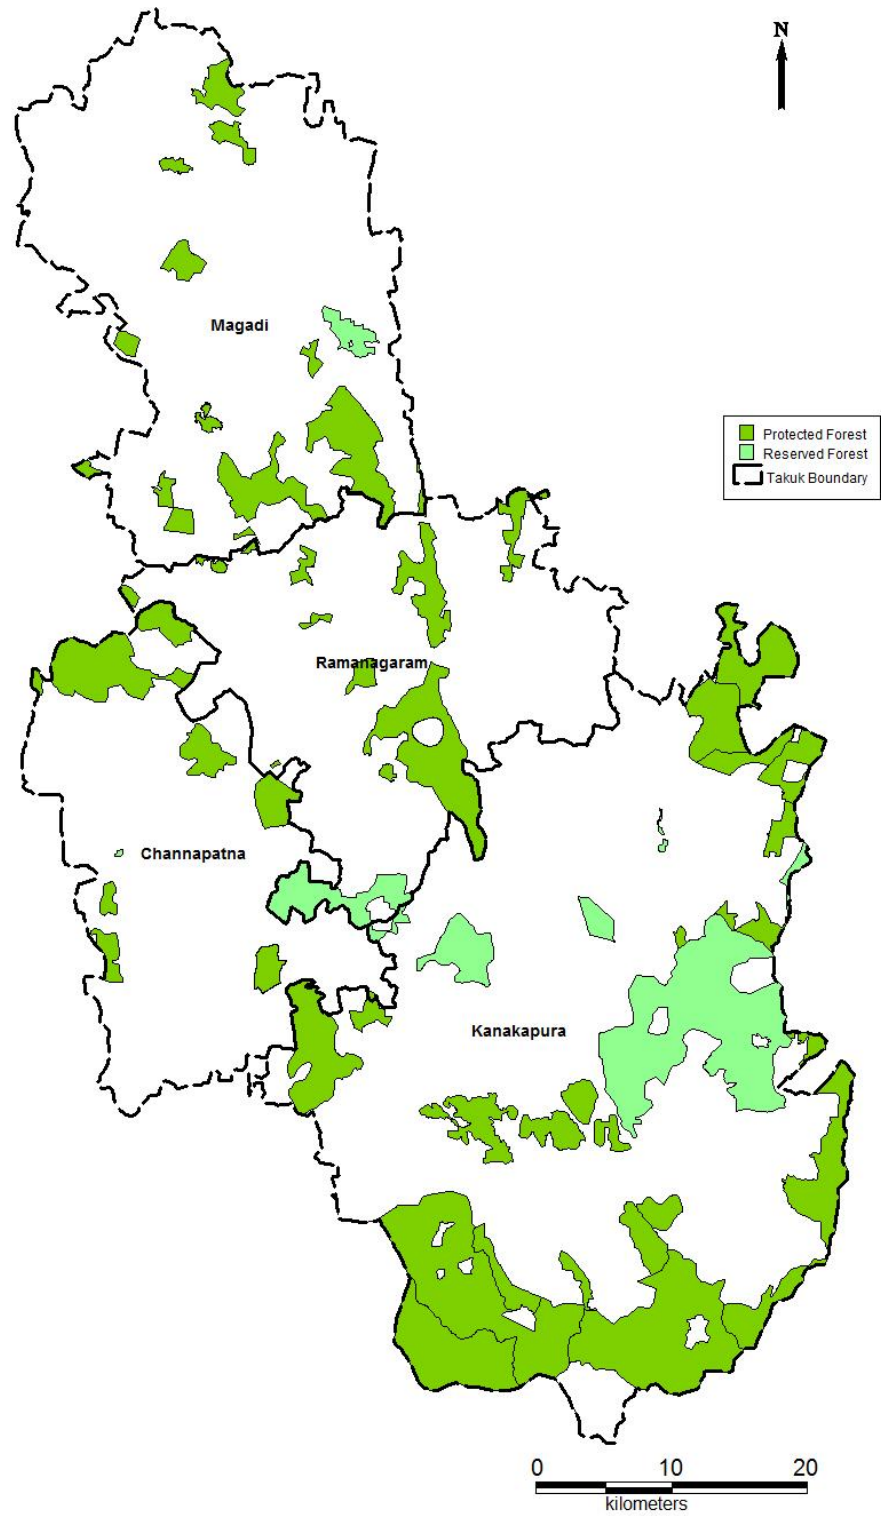 N
Magadi
Protected Forest
Reserved Forest
Takuk Boundary
Ramanagaram
Channapatna
Kanakapura
0 10 20
kilometers